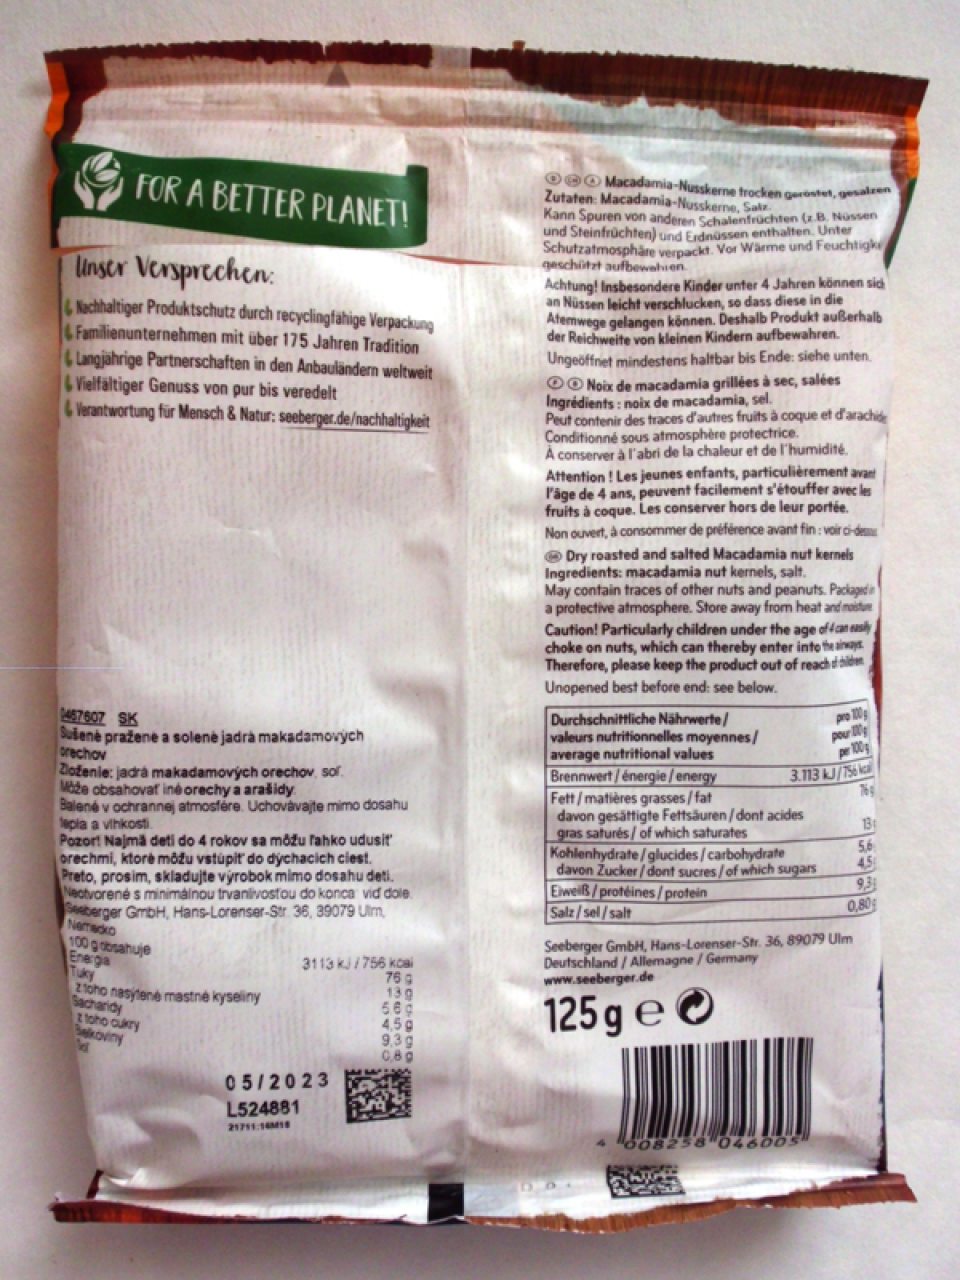 FOR A BETTER PLANET!
Unser Versprechen:
Nachhaltiger Produktschutz durch recyclingfähige Verpackung
Familienunternehmen mit über 175 Jahren Tradition
Langjährige Partnerschaften in den Anbauländern weltweit
Vielfältiger Genuss von pur bis veredelt
Verantwortung für Mensch & Natur: seeberger.de/nachhaltigkeit
0467607 SK
Sušené pražené a solené jadrá makadamových
orechov
Zloženie: jadrá makadamových orechov, soľ.
Môže obsahovať iné orechy a arašidy.
Balené v ochrannej atmosfére. Uchovávajte mimo dosahu
tepla a vlhkosti.
Pozor! Najmä deti do 4 rokov sa môžu ľahko udusiť
orechmi, ktoré môžu vstúpiť do dýchacích ciest.
Preto, prosím, skladujte výrobok mimo dosahu detí.
Neotvorené s minimálnou trvanlivosťou do konca: viď dole.
Seeberger GmbH, Hans-Lorenser-Str. 36, 39079 Ulm,
Nemecko
100 g obsahuje
Energia 3113 kJ / 756 kcal
Tuky 76 g
z toho nasýtené mastné kyseliny 13 g
Sacharidy 5,6 g
z toho cukry 4,5 g
Bielkoviny 9,3 g
Soľ 0,8 g
05/2023
L524881
21711:16M16
D CH A Macadamia-Nusskerne trocken geröstet, gesalzen
Zutaten: Macadamia-Nusskerne, Salz.
Kann Spuren von anderen Schalenfrüchten (z.B. Nüssen
und Steinfrüchten) und Erdnüssen enthalten. Unter
Schutzatmosphäre verpackt. Vor Wärme und Feuchtigke
geschützt aufbewahren.
Achtung! Insbesondere Kinder unter 4 Jahren können sich
an Nüssen leicht verschlucken, so dass diese in die
Atemwege gelangen können. Deshalb Produkt außerhalb
der Reichweite von kleinen Kindern aufbewahren.
Ungeöffnet mindestens haltbar bis Ende: siehe unten.
F B Noix de macadamia grillées à sec, salées
Ingrédients : noix de macadamia, sel.
Peut contenir des traces d'autres fruits à coque et d'arachide
Conditionné sous atmosphère protectrice.
À conserver à l'abri de la chaleur et de l'humidité.
Attention ! Les jeunes enfants, particulièrement avant
l'âge de 4 ans, peuvent facilement s'étouffer avec les
fruits à coque. Les conserver hors de leur portée.
Non ouvert, à consommer de préférence avant fin : voir ci-dessous
GB Dry roasted and salted Macadamia nut kernels
Ingredients: macadamia nut kernels, salt.
May contain traces of other nuts and peanuts. Packaged in
a protective atmosphere. Store away from heat and moisture.
Caution! Particularly children under the age of 4 can easily
choke on nuts, which can thereby enter into the airways.
Therefore, please keep the product out of reach of children.
Unopened best before end: see below.
Durchschnittliche Nährwerte/ pro 100 g
valeurs nutritionnelles moyennes/ pour 100 g
average nutritional values per 100 g
Brennwert/énergie/energy 3.113 kJ/756 kcal
Fett/matières grasses/fat 76 g
davon gesättigte Fettsäuren/dont acides
gras saturés/of which saturates 13 g
Kohlenhydrate/glucides/carbohydrate 5,6
davon Zucker/dont sucres/of which sugars 4,5
Eiweiß/protéines/protein 9,3
Salz/sel/salt 0,80g
Seeberger GmbH, Hans-Lorenser-Str. 36, 89079 Ulm
Deutschland / Allemagne / Germany
www.seeberger.de
125 g e
4 008258 046005